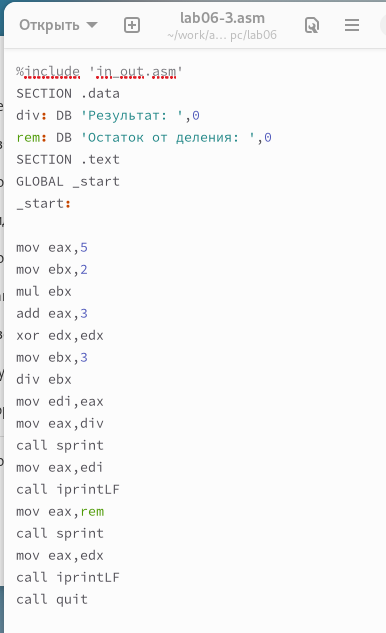 Открыть
lab06-3.asm
~/work/a... pc/lab06
%include 'in_out.asm'
SECTION .data
div: DB 'Результат: ',0
rem: DB 'Остаток от деления: ',0
SECTION .text
GLOBAL _start
_start:
mov eax,5
mov ebx,2
mul ebx
add eax,3
xor edx,edx
mov ebx,3
div ebx
mov edi,eax
mov eax,div
call sprint
mov eax,edi
call iprintLF
mov eax,rem
call sprint
mov eax,edx
call iprintLF
call quit